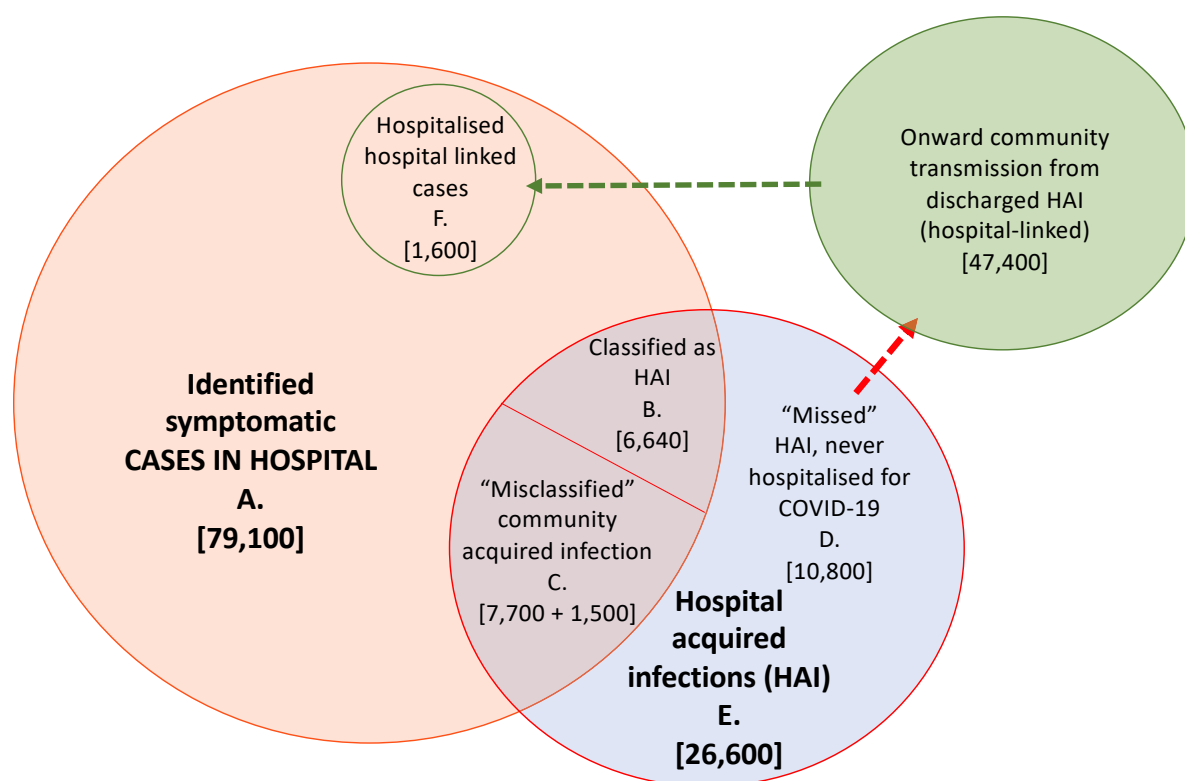 Hospitalised
hospital linked
cases
F.
[1,600]
Onward community
transmission from
discharged HAI
(hospital-linked)
[47,400]
Identified
symptomatic
CASES IN HOSPITAL
A.
[79,100]
Classified as
HAI
B.
[6,640]
“Misclassified”
community
acquired infection
C.
[7,700 + 1,500]
“Missed”
HAI, never
hospitalised for
COVID-19
D.
[10,800]
Hospital
acquired
infections (HAI)
E.
[26,600]